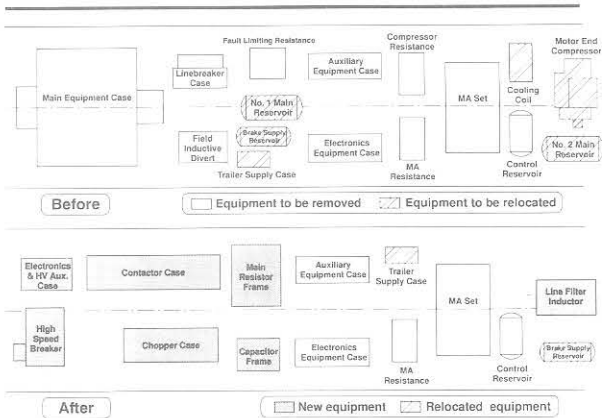 Fault Limiting Resistance
Compressor
Resistance
Motor End
Compressor
Linebreaker
Case
Auxiliary
Equipment Case
Main Equipment Case
No. 1 Main
Reservoir
MA Set
Cooling
Coil
Field
Inductive
Divert
Brake Supply
Reservoir
Electronics
Equipment Case
No. 2 Main
Reservoir
Trailer Supply Case
MA
Resistance
Control
Reservoir
Before
Equipment to be removed
Equipment to be relocated
Electronics
& HV Aux.
Case
Contactor Case
Main
Resistor
Frame
Auxiliary
Equipment Case
Trailer
Supply Case
MA Set
Line Filter
Inductor
High
Speed
Breaker
Chopper Case
Capacitor
Frame
Electronics
Equipment Case
MA
Resistance
Control
Reservoir
Brake Supply
Reservoir
After
New equipment
Relocated equipment